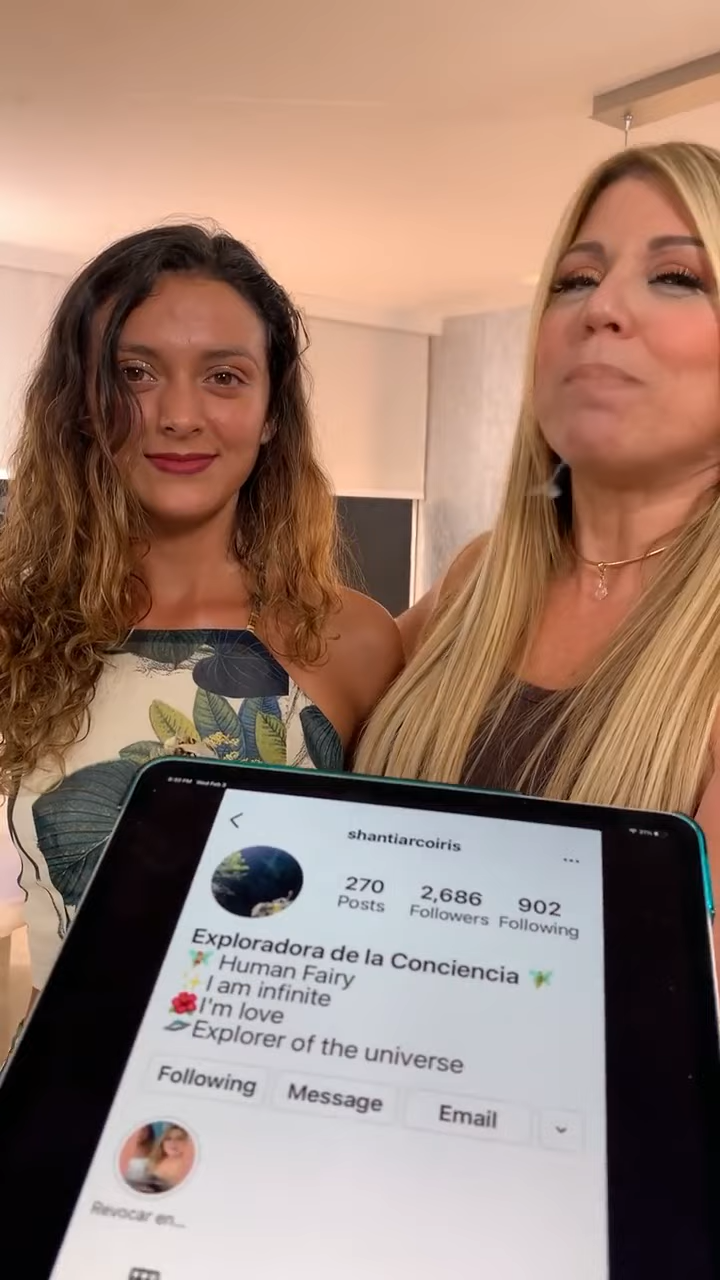 shantiarcoiris
...
270 2,686 902
Posts Followers Following
Exploradora de la Conciencia
Human Fairy
I am infinite
I'm love
Explorer of the universe
Following Message Email
Revocar en...